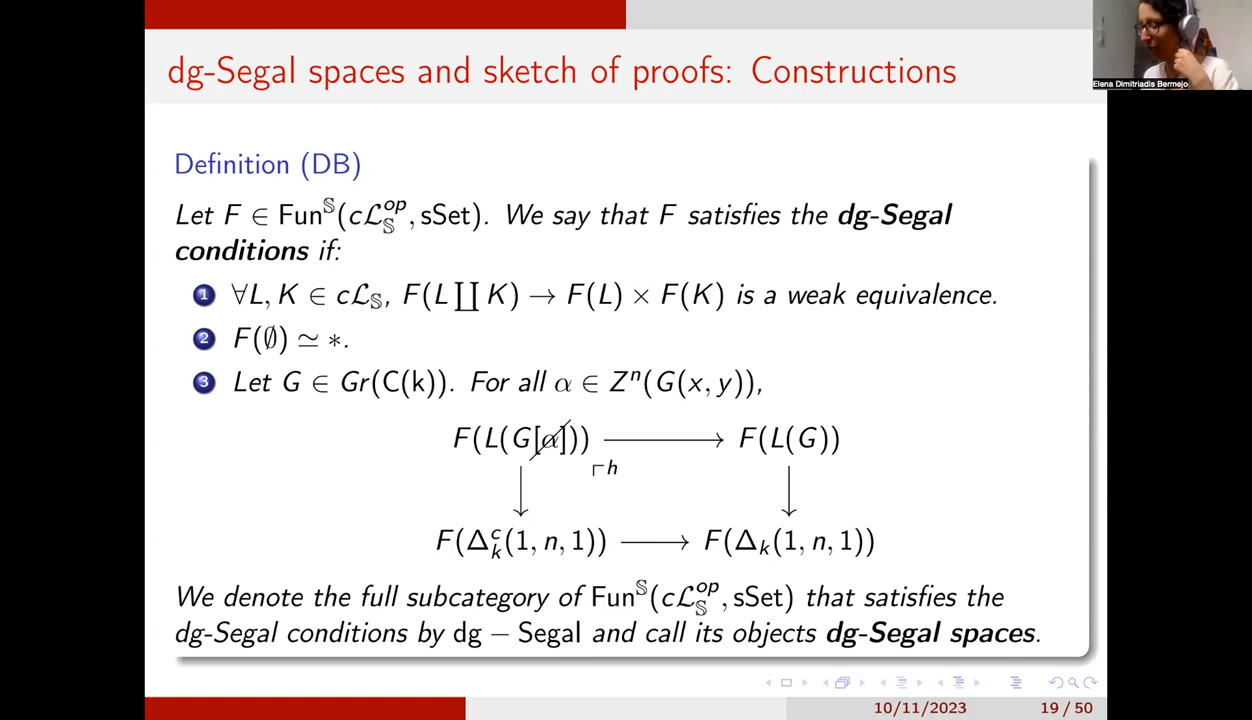 dg-Segal spaces and sketch of proofs: Constructions
Elena Dimitriadis Bermejo
Definition (DB)
Let F ∈ Fun^𝕊(cℒ_𝕊^op, sSet). We say that F satisfies the dg-Segal
conditions if:
1 ∀L, K ∈ cℒ_𝕊, F(L ∐ K) → F(L) × F(K) is a weak equivalence.
2 F(∅) ≃ ∗.
3 Let G ∈ Gr(C(k)). For all α ∈ Z^n(G(x, y)),
F(L(G[α̸])) → F(L(G))
┌h
↓ ↓
F(Δ_k^c(1, n, 1)) → F(Δ_k(1, n, 1))
We denote the full subcategory of Fun^𝕊(cℒ_𝕊^op, sSet) that satisfies the
dg-Segal conditions by dg − Segal and call its objects dg-Segal spaces.
10/11/2023 19 / 50